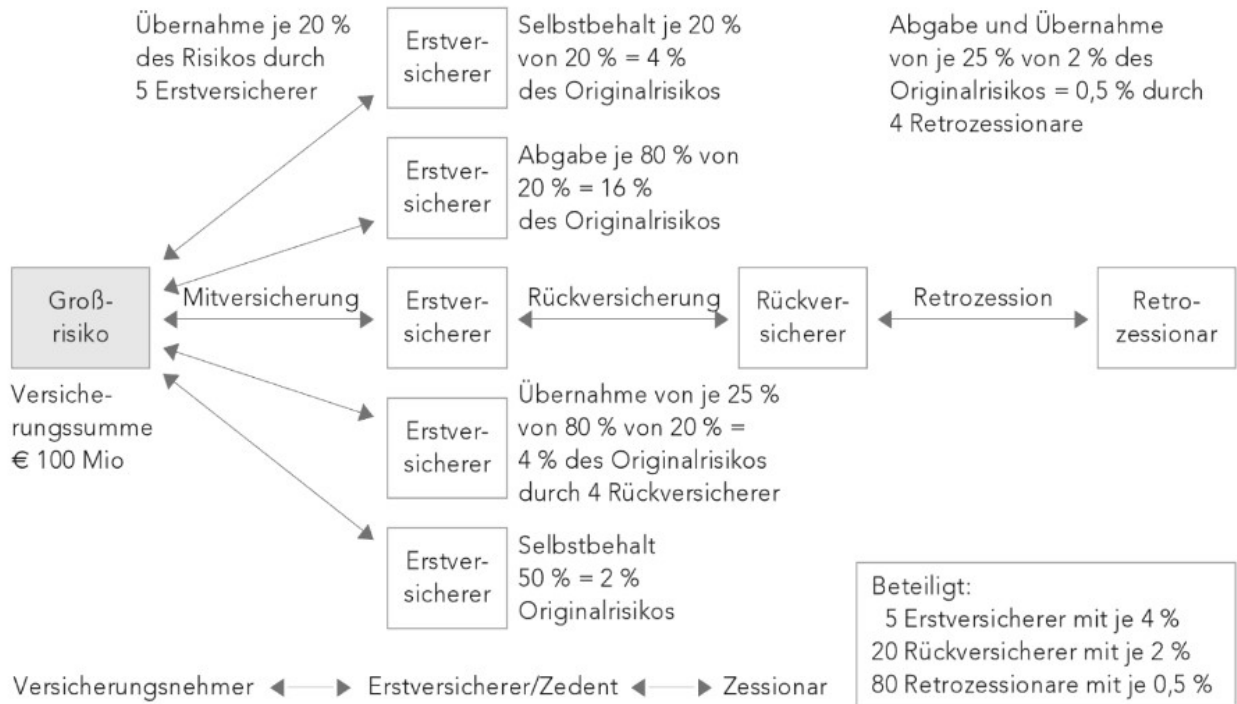 Übernahme je 20 %
des Risikos durch
5 Erstversicherer
Erstver-
sicherer
Selbstbehalt je 20 %
von 20 % = 4 %
des Originalrisikos
Abgabe und Übernahme
von je 25 % von 2 % des
Originalrisikos = 0,5 % durch
4 Retrozessionare
Erstver-
sicherer
Abgabe je 80 % von
20 % = 16 %
des Originalrisikos
Groß-
risiko
Mitversicherung
Erstver-
sicherer
Rückversicherung
Rückver-
sicherer
Retrozession
Retro-
zessionar
Versiche-
rungssumme
€ 100 Mio
Erstver-
sicherer
Übernahme von je 25 %
von 80 % von 20 % =
4 % des Originalrisikos
durch 4 Rückversicherer
Erstver-
sicherer
Selbstbehalt
50 % = 2 %
Originalrisikos
Beteiligt:
5 Erstversicherer mit je 4 %
20 Rückversicherer mit je 2 %
80 Retrozessionare mit je 0,5 %
Versicherungsnehmer Erstversicherer/Zedent Zessionar